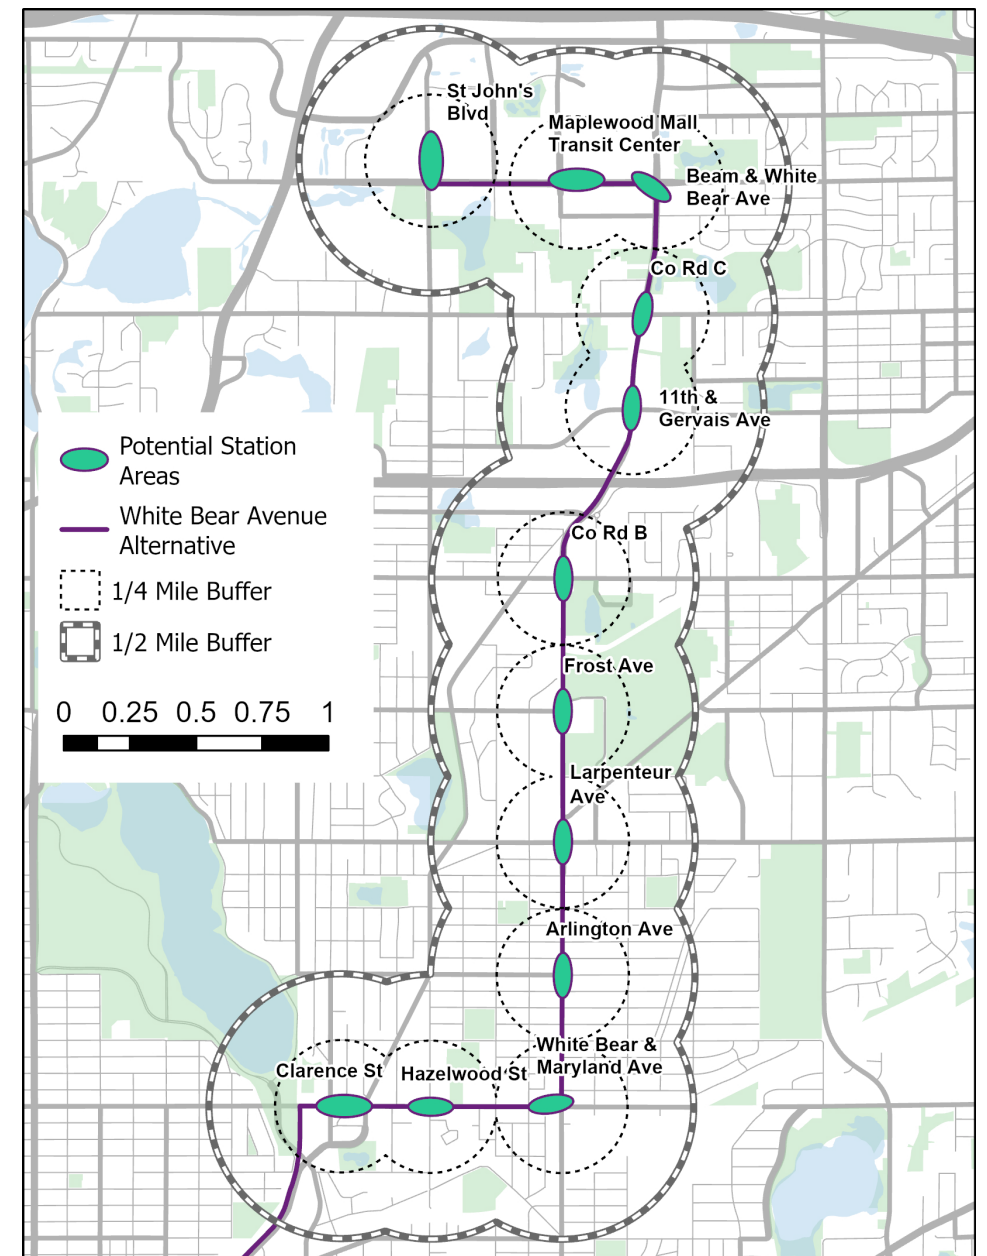 St John's
Blvd
Maplewood Mall
Transit Center
Beam & White
Bear Ave
Co Rd C
11th &
Gervais Ave
Potential Station
Areas
White Bear Avenue
Alternative
1/4 Mile Buffer
1/2 Mile Buffer
0 0.25 0.5 0.75 1
Co Rd B
Frost Ave
Larpenteur
Ave
Arlington Ave
White Bear &
Maryland Ave
Clarence St
Hazelwood St